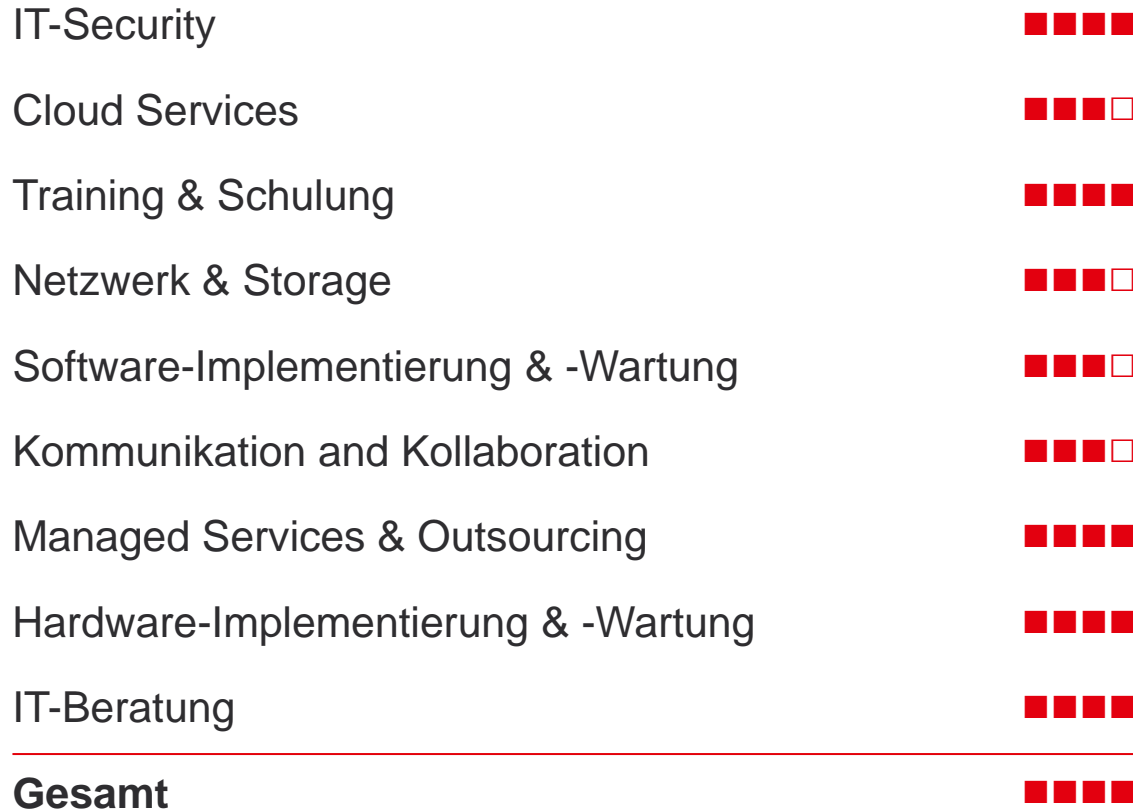 IT-Security
Cloud Services
Training & Schulung
Netzwerk & Storage
Software-Implementierung & -Wartung
Kommunikation and Kollaboration
Managed Services & Outsourcing
Hardware-Implementierung & -Wartung
IT-Beratung
Gesamt